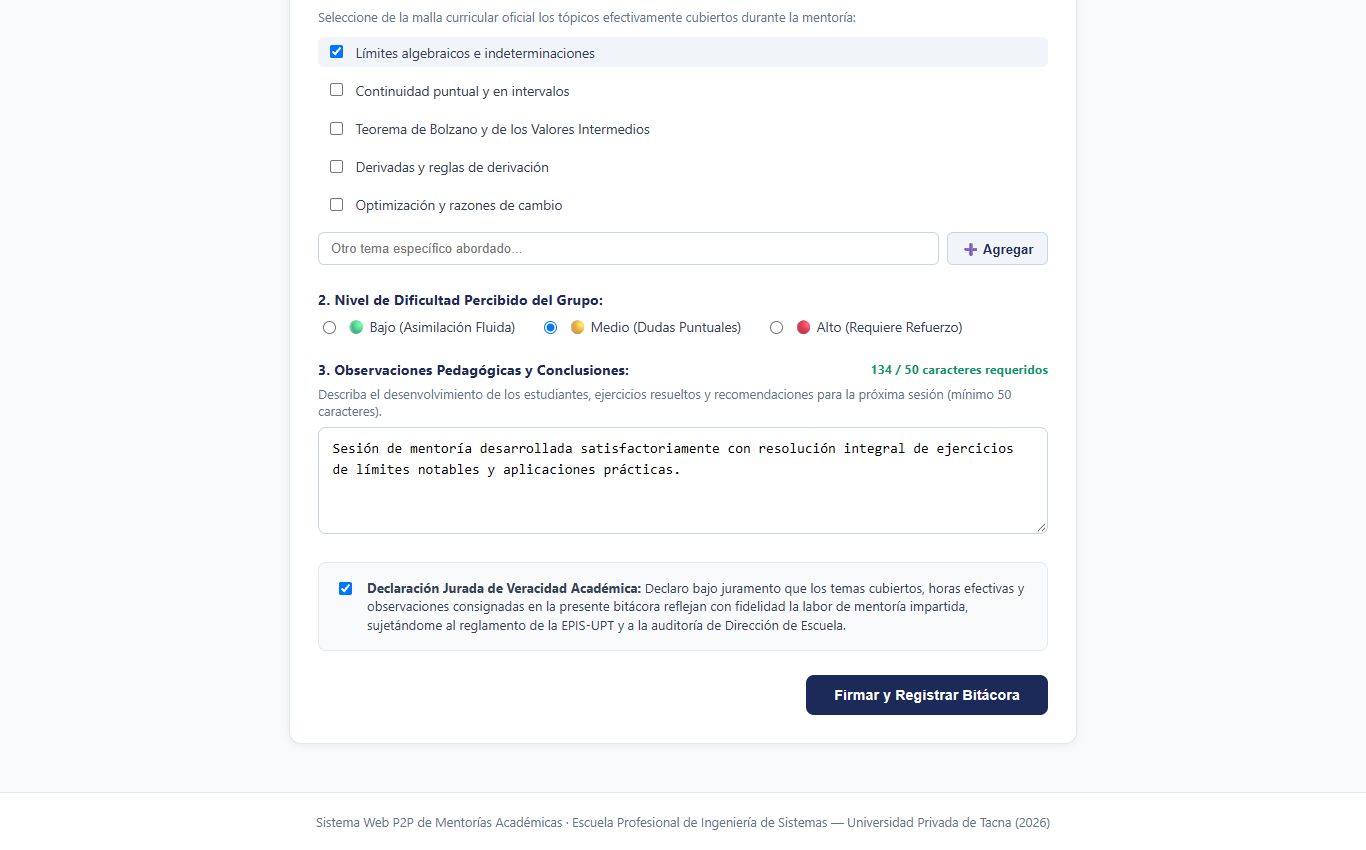 Seleccione de la malla curricular oficial los tópicos efectivamente cubiertos durante la mentoría:
Límites algebraicos e indeterminaciones
Continuidad puntual y en intervalos
Teorema de Bolzano y de los Valores Intermedios
Derivadas y reglas de derivación
Optimización y razones de cambio
Otro tema específico abordado...
Agregar
2. Nivel de Dificultad Percibido del Grupo:
Bajo (Asimilación Fluida) Medio (Dudas Puntuales) Alto (Requiere Refuerzo)
3. Observaciones Pedagógicas y Conclusiones:
134 / 50 caracteres requeridos
Describa el desenvolvimiento de los estudiantes, ejercicios resueltos y recomendaciones para la próxima sesión (mínimo 50
caracteres).
Sesión de mentoría desarrollada satisfactoriamente con resolución integral de ejercicios
de límites notables y aplicaciones prácticas.
Declaración Jurada de Veracidad Académica: Declaro bajo juramento que los temas cubiertos, horas efectivas y
observaciones consignadas en la presente bitácora reflejan con fidelidad la labor de mentoría impartida,
sujetándome al reglamento de la EPIS-UPT y a la auditoría de Dirección de Escuela.
Firmar y Registrar Bitácora
Sistema Web P2P de Mentorías Académicas · Escuela Profesional de Ingeniería de Sistemas — Universidad Privada de Tacna (2026)